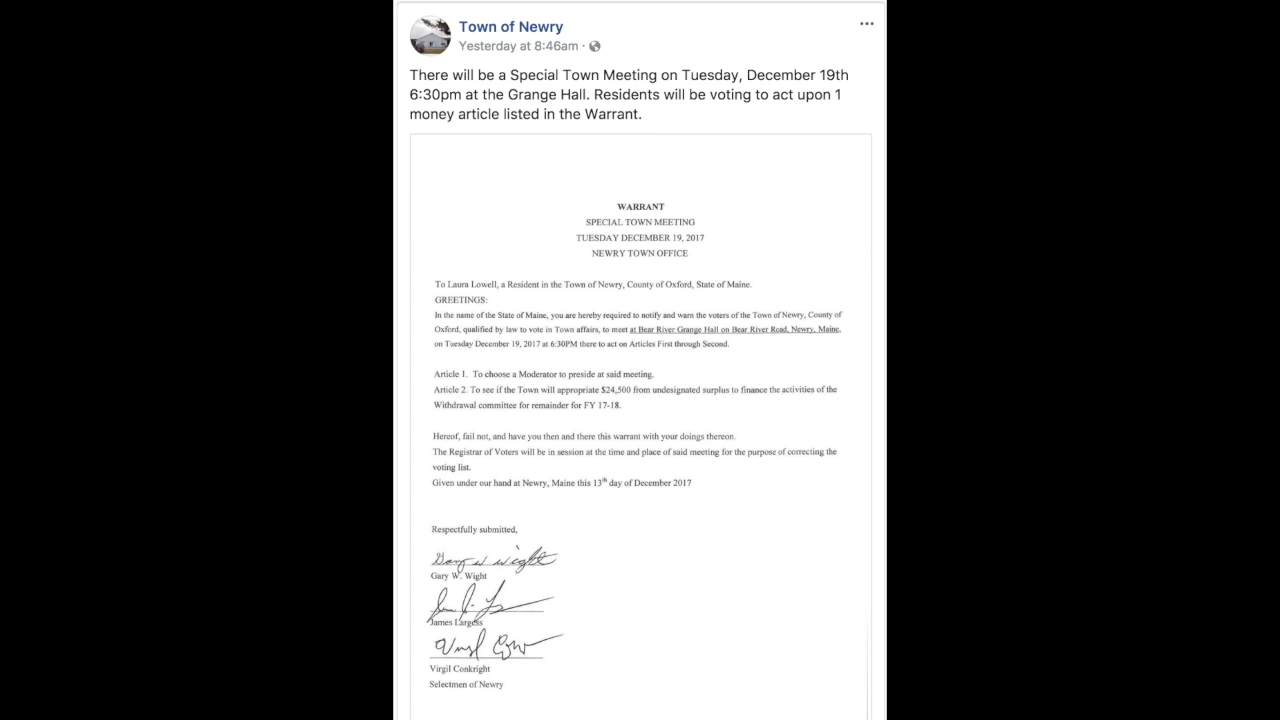 Town of Newry
Yesterday at 8:46am ·
There will be a Special Town Meeting on Tuesday, December 19th
6:30pm at the Grange Hall. Residents will be voting to act upon 1
money article listed in the Warrant.
WARRANT
SPECIAL TOWN MEETING
TUESDAY DECEMBER 19, 2017
NEWRY TOWN OFFICE
To Laura Lowell, a Resident in the Town of Newry, County of Oxford, State of Maine.
GREETINGS:
In the name of the State of Maine, you are hereby required to notify and warn the voters of the Town of Newry, County of
Oxford, qualified by law to vote in Town affairs, to meet at Bear River Grange Hall on Bear River Road, Newry, Maine,
on Tuesday December 19, 2017 at 6:30PM there to act on Articles First through Second.
Article 1. To choose a Moderator to preside at said meeting.
Article 2. To see if the Town will appropriate $24,500 from undesignated surplus to finance the activities of the
Withdrawal committee for remainder for FY 17-18.
Hereof, fail not, and have you then and there this warrant with your doings thereon.
The Registrar of Voters will be in session at the time and place of said meeting for the purpose of correcting the
voting list.
Given under our hand at Newry, Maine this 13th day of December 2017
Respectfully submitted,
Gary W Wight
Gary W. Wight
James Largess
Virgil Conkright
Selectmen of Newry